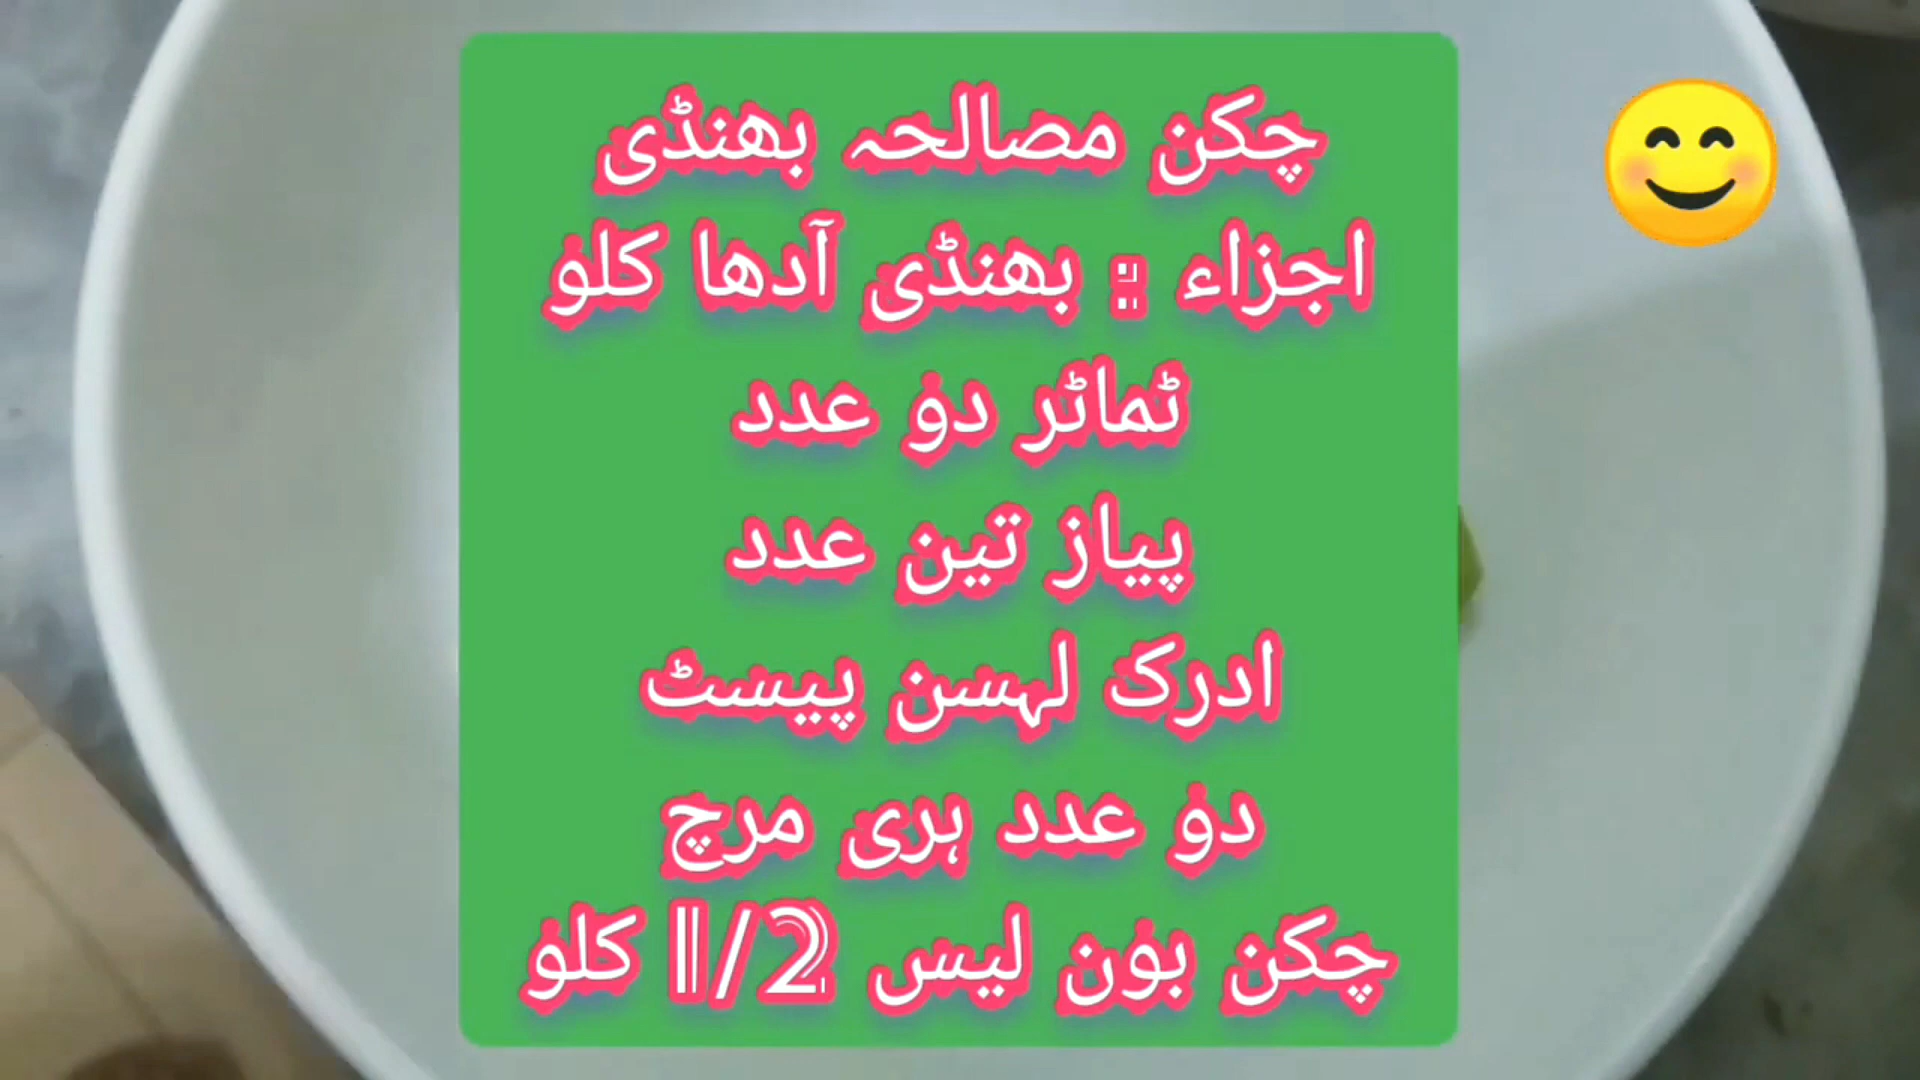 چکن مصالحہ بھنڈی
اجزاء : بھنڈی آدھا کلو
ٹماٹر دو عدد
پیاز تین عدد
ادرک لہسن پیسٹ
دو عدد ہری مرچ
چکن بون لیس 1/2 کلو